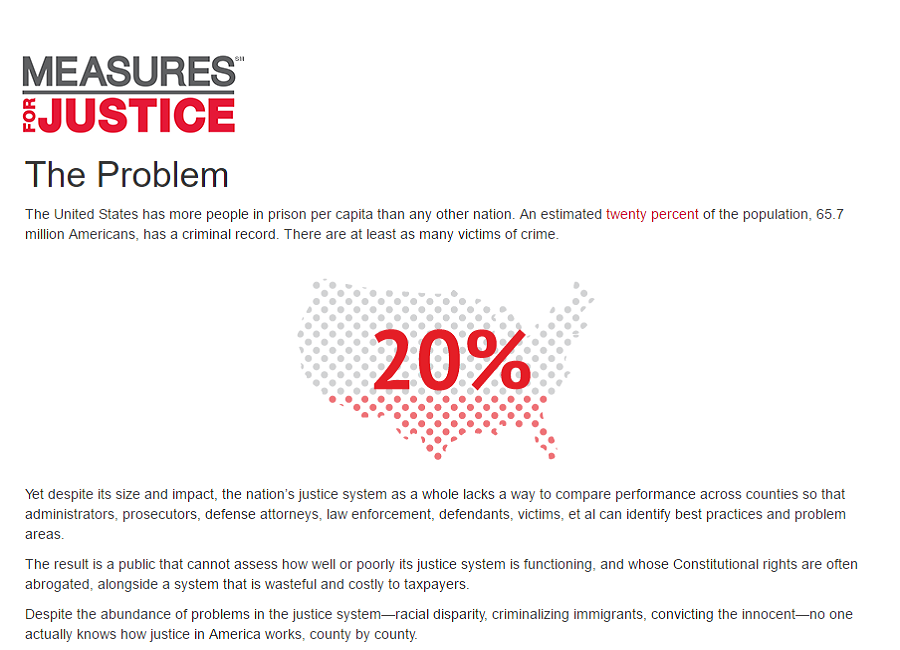 MEASURES℠
FOR JUSTICE
The Problem
The United States has more people in prison per capita than any other nation. An estimated twenty percent of the population, 65.7
million Americans, has a criminal record. There are at least as many victims of crime.
20%
Yet despite its size and impact, the nation’s justice system as a whole lacks a way to compare performance across counties so that
administrators, prosecutors, defense attorneys, law enforcement, defendants, victims, et al can identify best practices and problem
areas.
The result is a public that cannot assess how well or poorly its justice system is functioning, and whose Constitutional rights are often
abrogated, alongside a system that is wasteful and costly to taxpayers.
Despite the abundance of problems in the justice system—racial disparity, criminalizing immigrants, convicting the innocent—no one
actually knows how justice in America works, county by county.